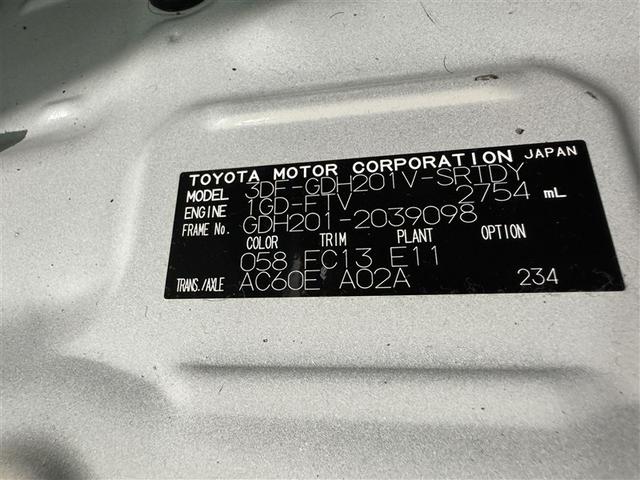 TOYOTA MOTOR CORPORATION JAPAN
MODEL 3DF-GDH201V-SRTDY
ENGINE 1GD-FTV 2754 mL
FRAME No. GDH201-2039098
COLOR TRIM PLANT OPTION
058 FC13 E11
TRANS./AXLE AC60E A02A 234